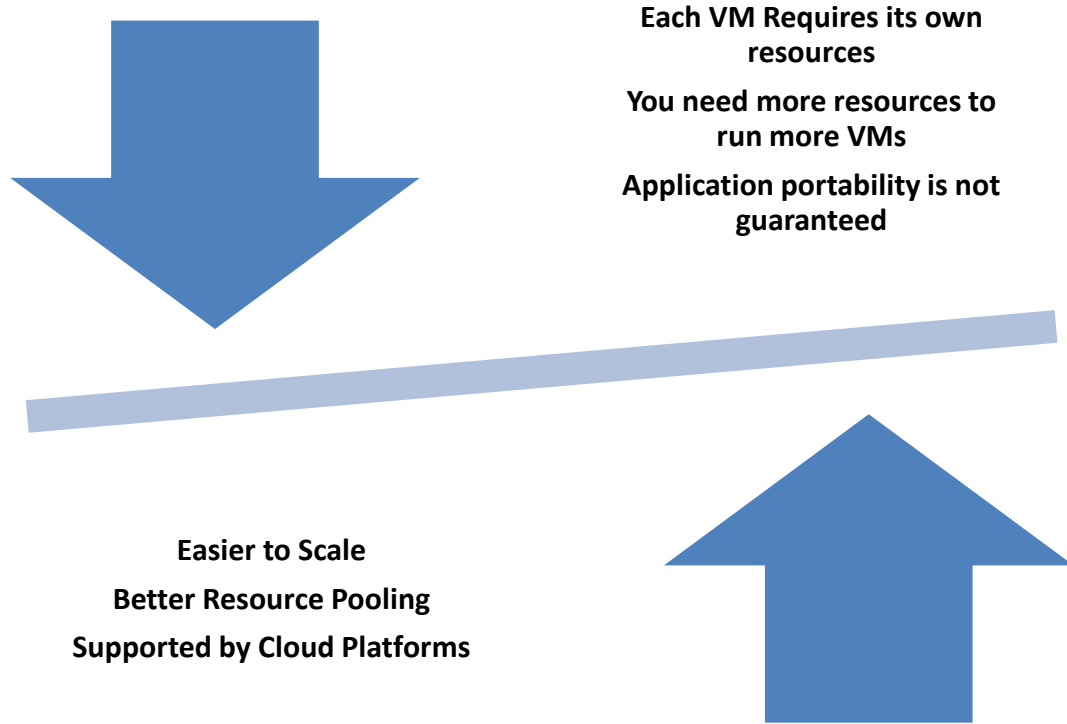 Each VM Requires its own
resources
You need more resources to
run more VMs
Application portability is not
guaranteed
Easier to Scale
Better Resource Pooling
Supported by Cloud Platforms